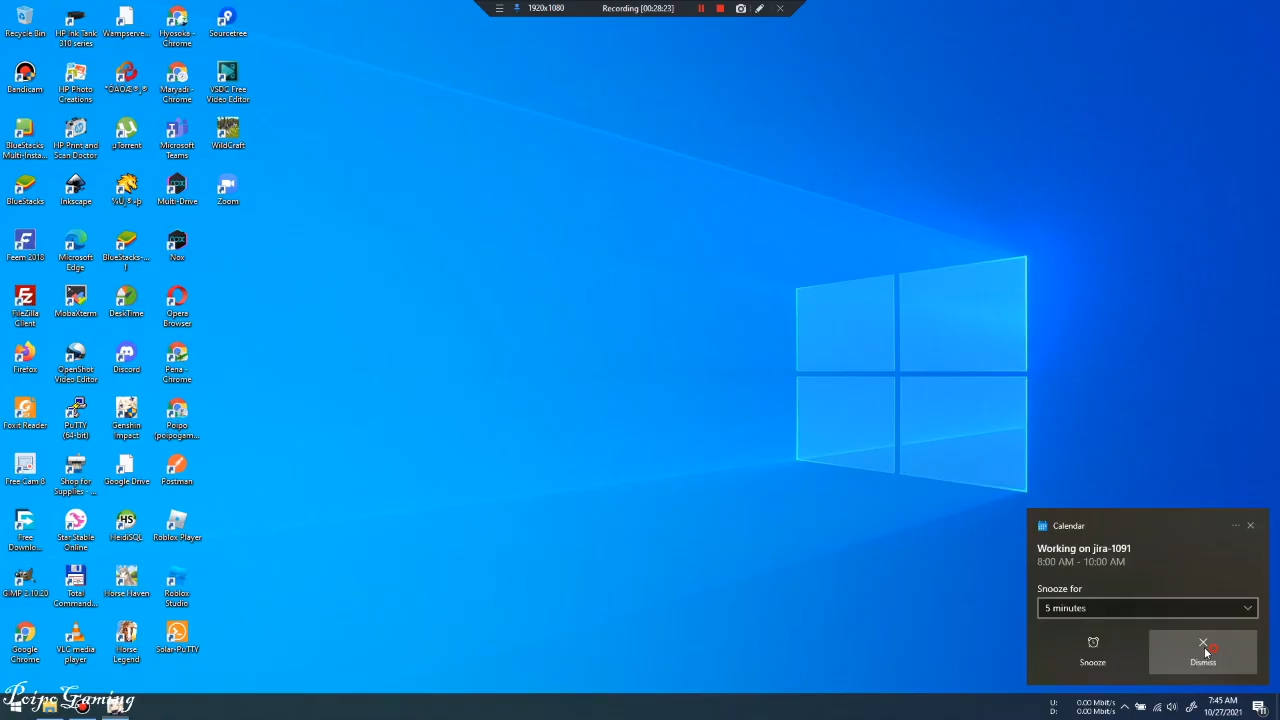 1920x1080
Recording [00:28:23]
Recycle Bin
HP Ink Tank
310 series
Wampserve...
Hyosoka -
Chrome
Sourcetree
Bandicam
HP Photo
Creations
Maryadi -
Chrome
VSDC Free
Video Editor
BlueStacks
Multi-Insta...
HP Print and
Scan Doctor
µTorrent
Microsoft
Teams
WildCraft
BlueStacks
Inkscape
Multi-Drive
Zoom
Feem 2018
Microsoft
Edge
BlueStacks-...
1
Nox
FileZilla
Client
MobaXterm
DeskTime
Opera
Browser
Firefox
OpenShot
Video Editor
Discord
Pena -
Chrome
Foxit Reader
PuTTY
(64-bit)
Genshin
Impact
Poipo
(poipogam...
Free Cam 8
Shop for
Supplies - ...
Google Drive
Postman
Free
Downlo...
Star Stable
Online
HeidiSQL
Roblox Player
GIMP 2.10.20
Total
Command...
Horse Haven
Roblox
Studio
Google
Chrome
VLC media
player
Horse
Legend
Solar-PuTTY
Calendar
Working on jira-1091
8:00 AM - 10:00 AM
Snooze for
5 minutes
Snooze
Dismiss
Poipo Gaming
U: 0.00 Mbit/s
D: 0.00 Mbit/s
7:45 AM
10/27/2021